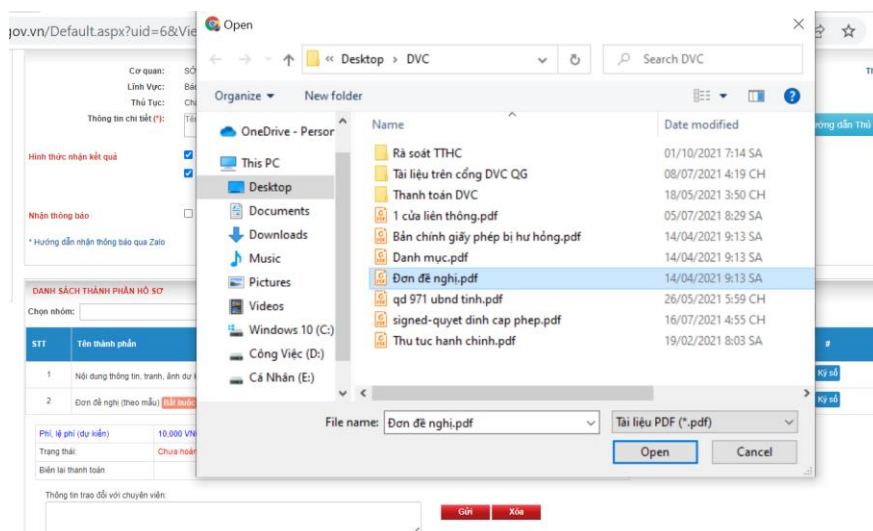 gov.vn/Default.aspx?uid=6&Vie
Open
« Desktop › DVC
Search DVC
Organize
New folder
Th
Cơ quan: SỞ
Lĩnh Vực: Báo
Thủ Tục:
Thông tin chi tiết (*):
Hình thức nhận kết quả
Nhận thông báo
* Hướng dẫn nhận thông báo qua Zalo
ướng dẫn Thủ
OneDrive - Person
This PC
Desktop
Documents
Downloads
Music
Pictures
Videos
Windows 10 (C:)
Công Việc (D:)
Cá Nhân (E:)
Name Date modified
Rà soát TTHC 01/10/2021 7:14 SA
Tài liệu trên cổng DVC QG 08/07/2021 4:19 CH
Thanh toán DVC 18/05/2021 3:50 CH
1 cửa liên thông.pdf 05/07/2021 8:29 SA
Bản chính giấy phép bị hư hỏng.pdf 14/04/2021 9:13 SA
Danh mục.pdf 14/04/2021 9:13 SA
Đơn đề nghị.pdf 14/04/2021 9:13 SA
qd 971 ubnd tinh.pdf 26/05/2021 5:59 CH
signed-quyet dinh cap phep.pdf 16/07/2021 4:55 CH
Thu tuc hanh chinh.pdf 19/02/2021 8:03 SA
File name: Đơn đề nghị.pdf Tài liệu PDF (*.pdf)
Open Cancel
DANH SÁCH THÀNH PHẦN HỒ SƠ
Chọn nhóm:
STT Tên thành phần #
1 Nội dung thông tin, tranh, ảnh dự k Ký số
2 Đơn đề nghị (theo mẫu) Bắt buộc Ký số
Phí, lệ phí (dự kiến) 10,000 VNĐ
Trạng thái: Chưa hoàn
Biên lai thanh toán
Thông tin trao đổi với chuyên viên:
Gửi Xóa